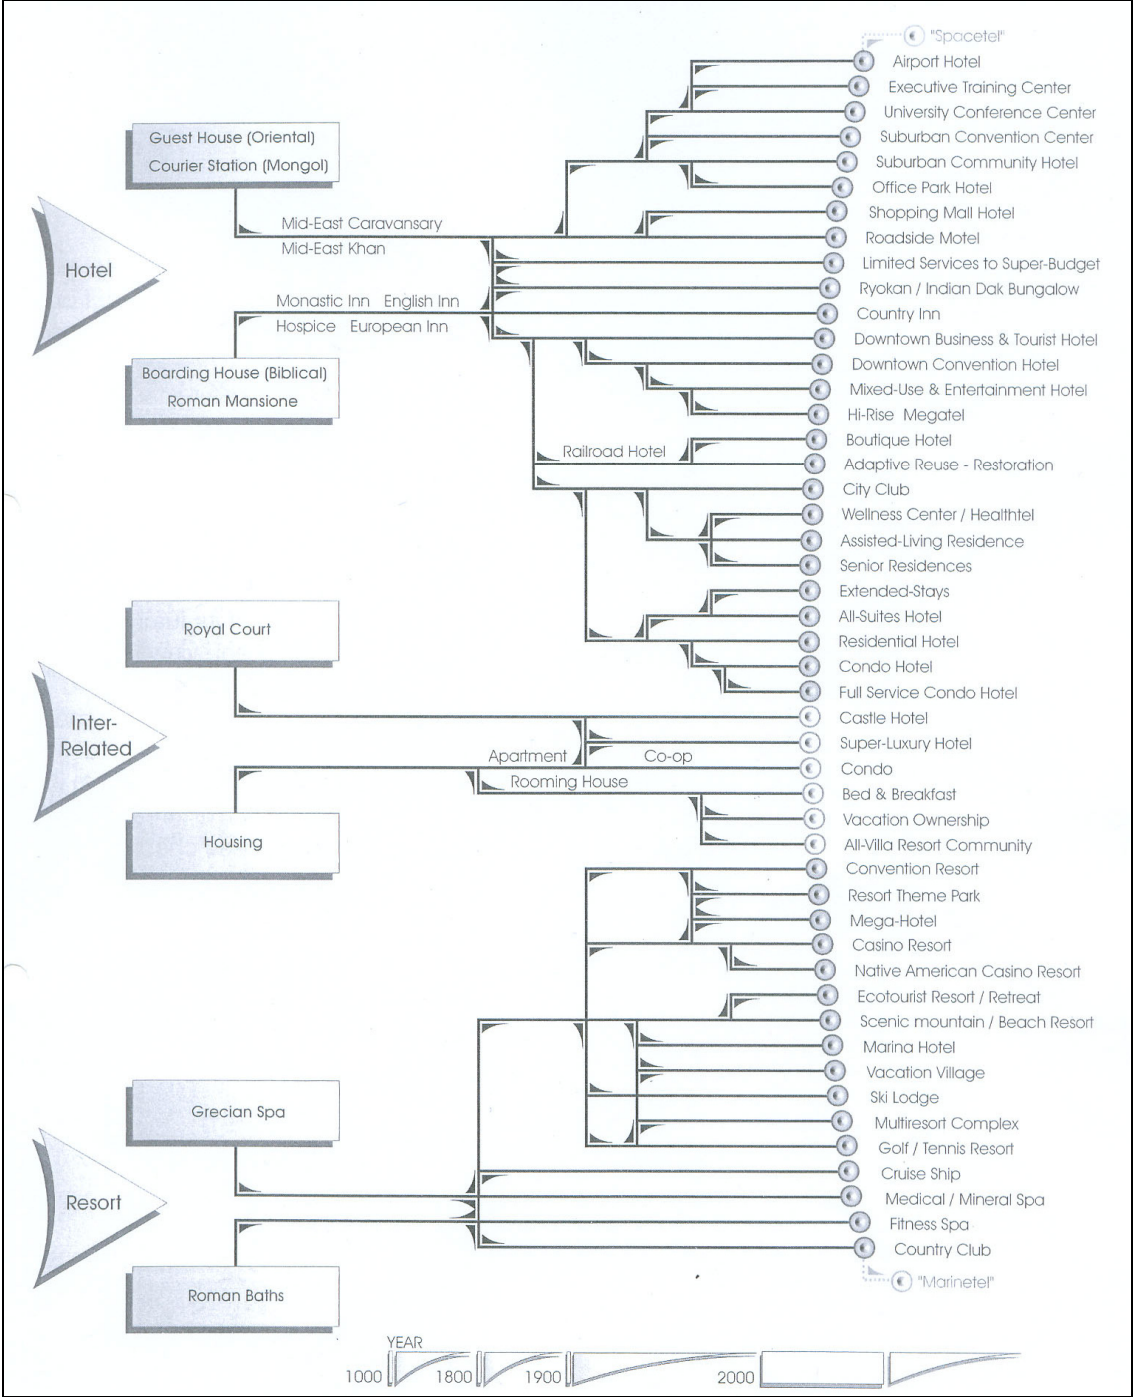 "Spacetel"
Airport Hotel
Executive Training Center
University Conference Center
Guest House (Oriental)
Suburban Convention Center
Courier Station (Mongol)
Suburban Community Hotel
Office Park Hotel
Shopping Mall Hotel
Mid-East Caravansary
Roadside Motel
Mid-East Khan
Hotel
Limited Services to Super-Budget
Ryokan / Indian Dak Bungalow
Monastic Inn English Inn
Country Inn
Hospice European Inn
Downtown Business & Tourist Hotel
Downtown Convention Hotel
Boarding House (Biblical)
Mixed-Use & Entertainment Hotel
Roman Mansione
Hi-Rise Megatel
Boutique Hotel
Railroad Hotel
Adaptive Reuse - Restoration
City Club
Wellness Center / Healthtel
Assisted-Living Residence
Senior Residences
Extended-Stays
All-Suites Hotel
Royal Court
Residential Hotel
Condo Hotel
Full Service Condo Hotel
Castle Hotel
Inter-
Related
Super-Luxury Hotel
Apartment
Co-op
Condo
Rooming House
Bed & Breakfast
Vacation Ownership
Housing
All-Villa Resort Community
Convention Resort
Resort Theme Park
Mega-Hotel
Casino Resort
Native American Casino Resort
Ecotourist Resort / Retreat
Scenic mountain / Beach Resort
Marina Hotel
Vacation Village
Ski Lodge
Grecian Spa
Multiresort Complex
Golf / Tennis Resort
Cruise Ship
Resort
Medical / Mineral Spa
Fitness Spa
Country Club
"Marinetel"
Roman Baths
YEAR
1000 1800 1900 2000